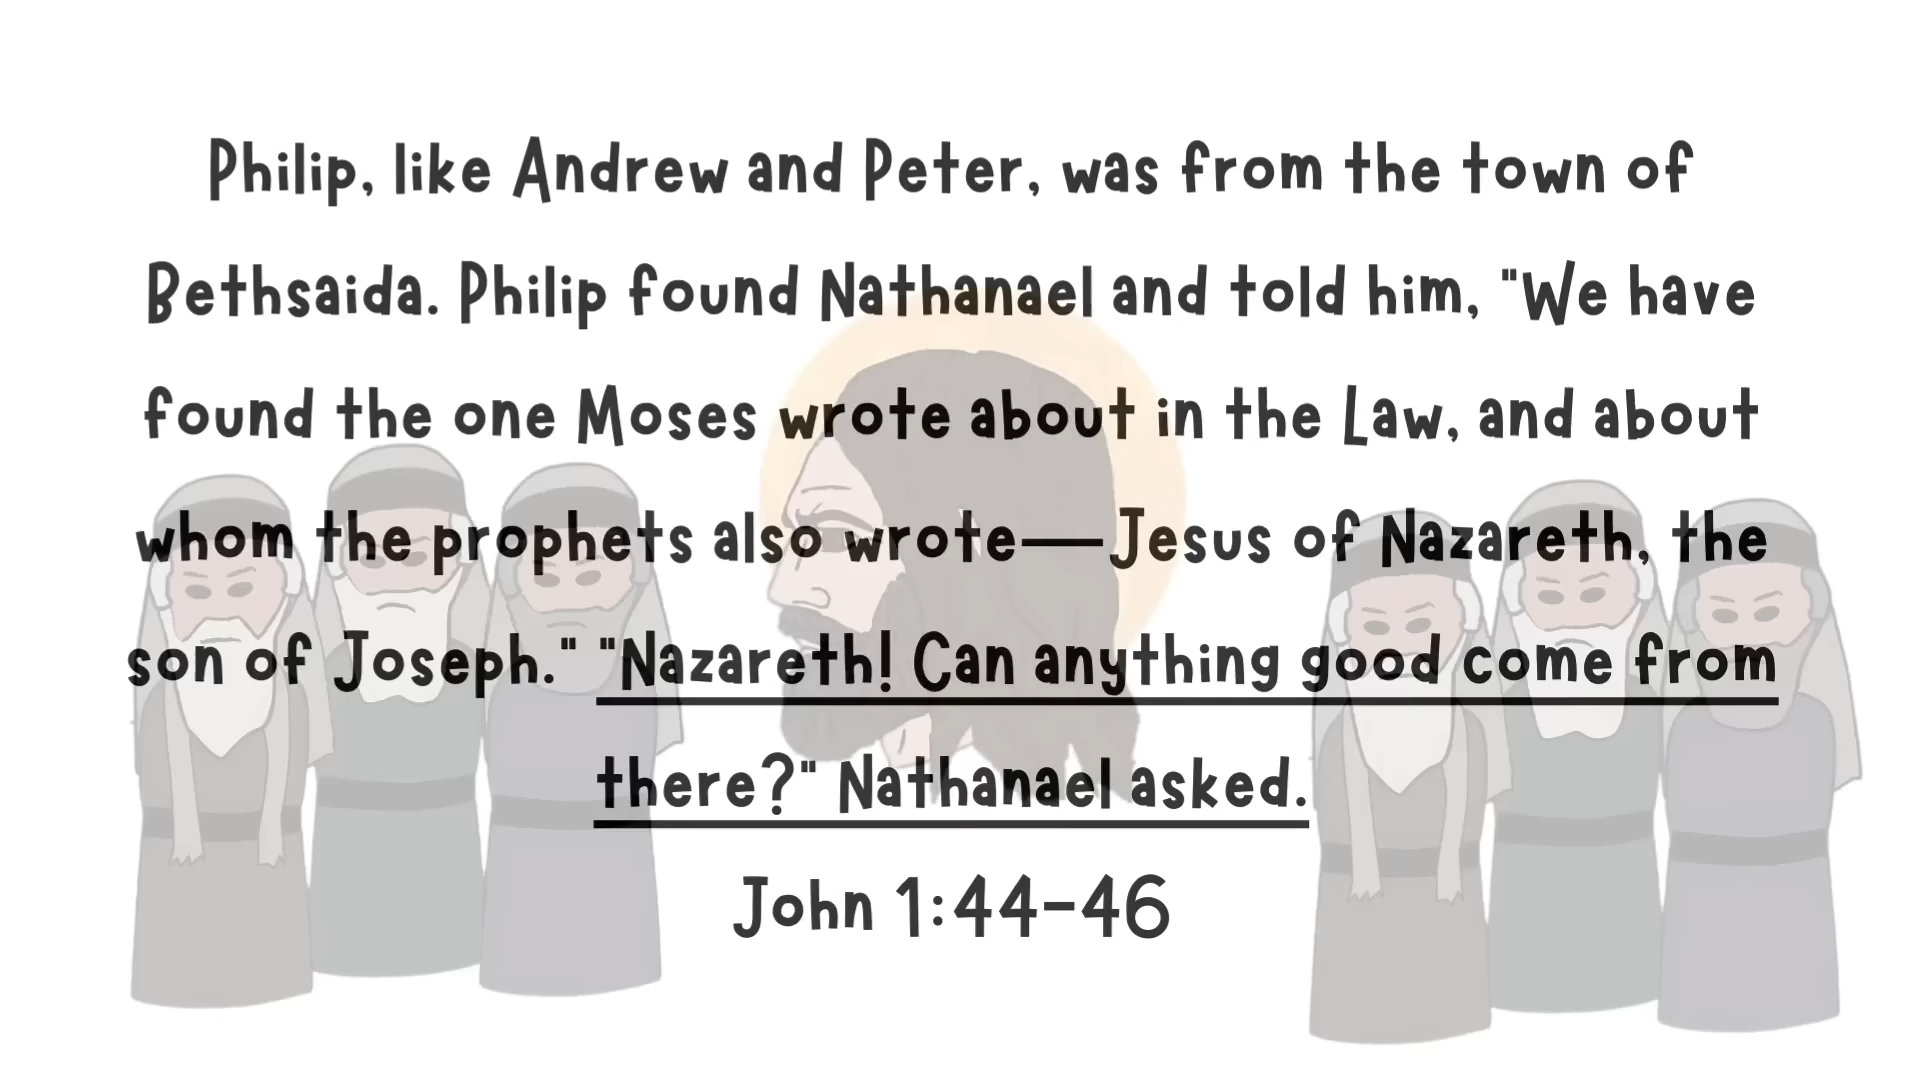 Philip, like Andrew and Peter, was from the town of
Bethsaida. Philip found Nathanael and told him, "We have
found the one Moses wrote about in the Law, and about
whom the prophets also wrote—Jesus of Nazareth, the
son of Joseph." "Nazareth! Can anything good come from
there?" Nathanael asked.
John 1:44-46